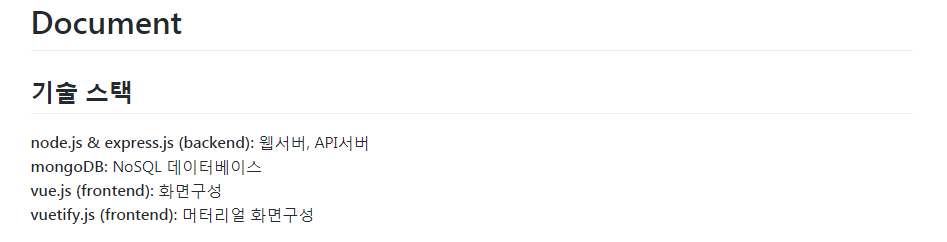 Document
기술 스택
node.js & express.js (backend): 웹서버, API서버
mongoDB: NoSQL 데이터베이스
vue.js (frontend): 화면구성
vuetify.js (frontend): 머터리얼 화면구성